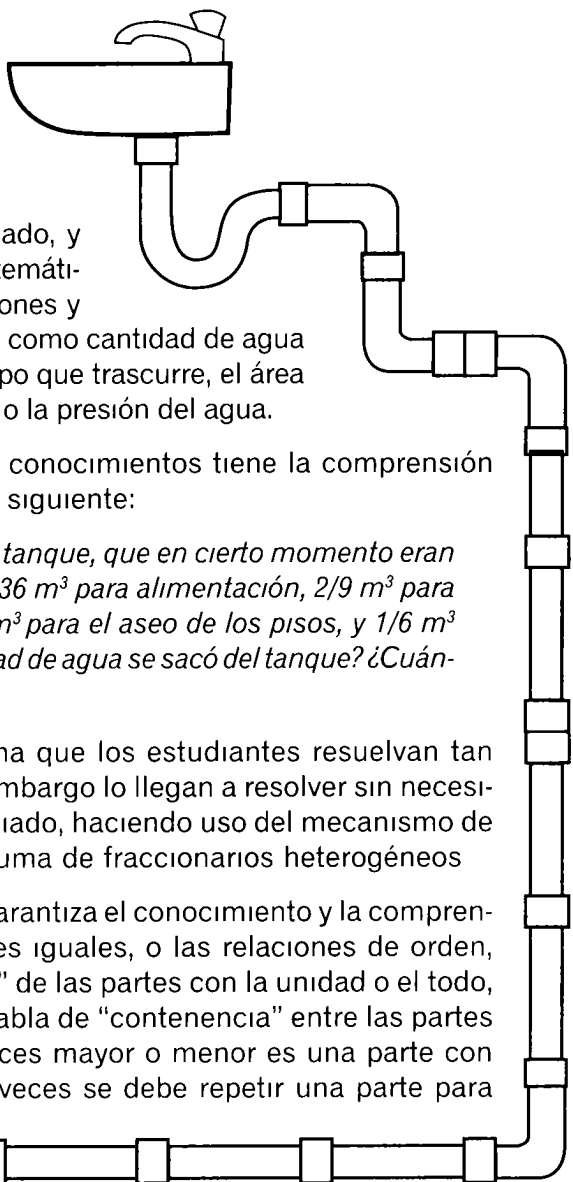 ado, y
temáti-
ones y
como cantidad de agua
po que trascurre, el área
o la presión del agua.
conocimientos tiene la comprensión
siguiente:
tanque, que en cierto momento eran
36 m³ para alimentación, 2/9 m³ para
m³ para el aseo de los pisos, y 1/6 m³
ad de agua se sacó del tanque? ¿Cuán-
na que los estudiantes resuelvan tan
embargo lo llegan a resolver sin necesi-
iado, haciendo uso del mecanismo de
uma de fraccionarios heterogéneos
arantiza el conocimiento y la compren-
es iguales, o las relaciones de orden,
" de las partes con la unidad o el todo,
abla de "contenencia" entre las partes
ces mayor o menor es una parte con
veces se debe repetir una parte para